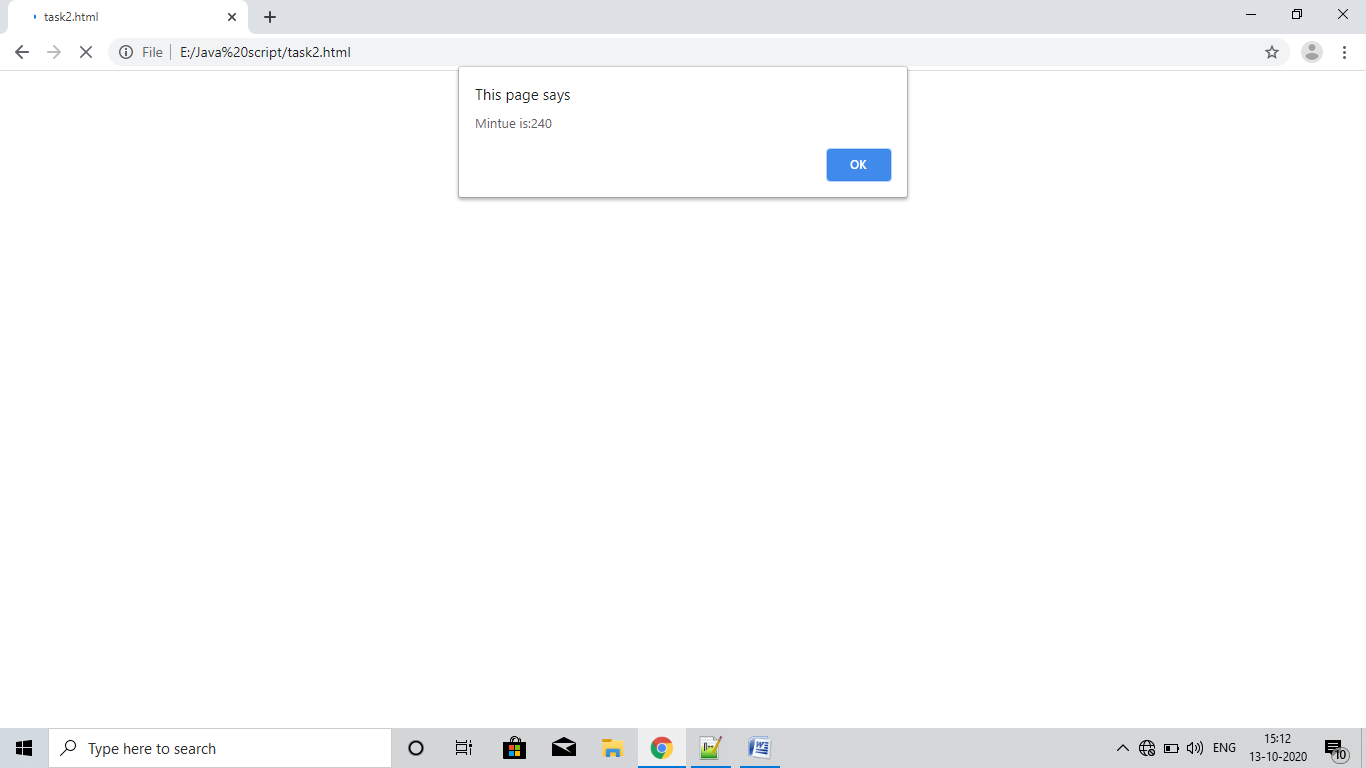 task2.html
File E:/Java%20script/task2.html
This page says
Mintue is:240
OK
Type here to search
ENG
15:12
13-10-2020
10